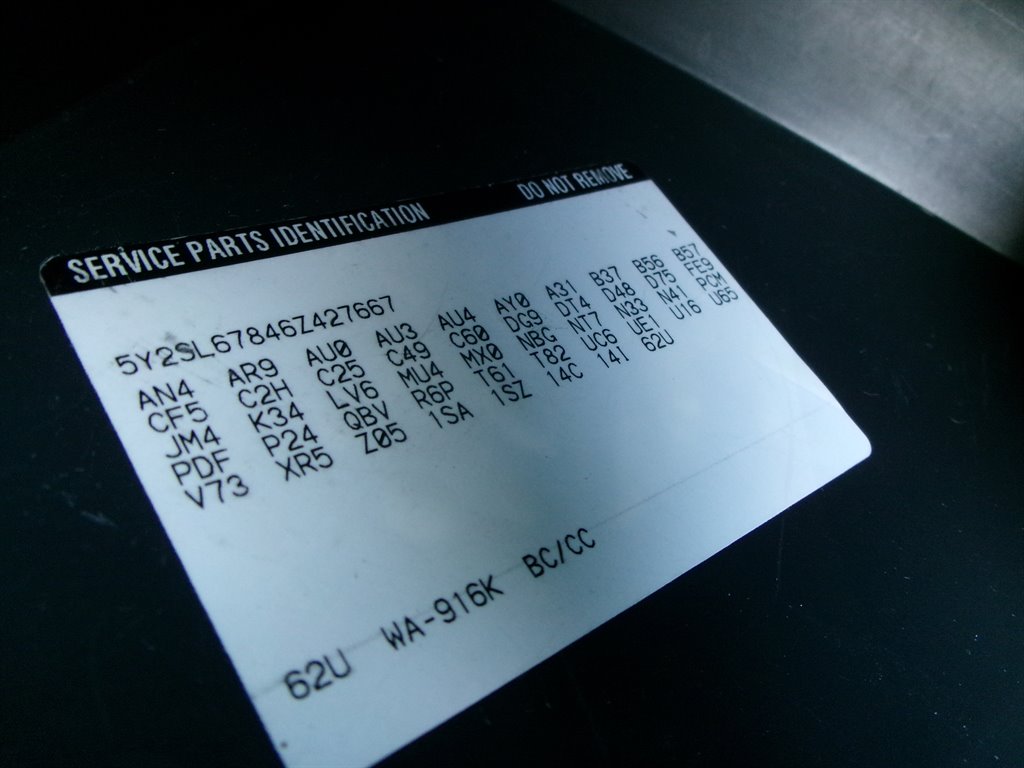 SERVICE PARTS IDENTIFICATION DO NOT REMOVE
5Y2SL67846Z427667
AN4 AR9 AU0 AU3 AU4 AY0 A31 B37 B56 B57
CF5 C2H C25 C49 C60 DG9 DT4 D48 D75 FE9
JM4 K34 LV6 MU4 MX0 NBG NT7 N33 N41 PCM
PDF P24 QBV R6P T61 T82 UC6 UE1 U16 U65
V73 XR5 Z05 1SA 1SZ 14C 14I 62U
62U WA-916K BC/CC